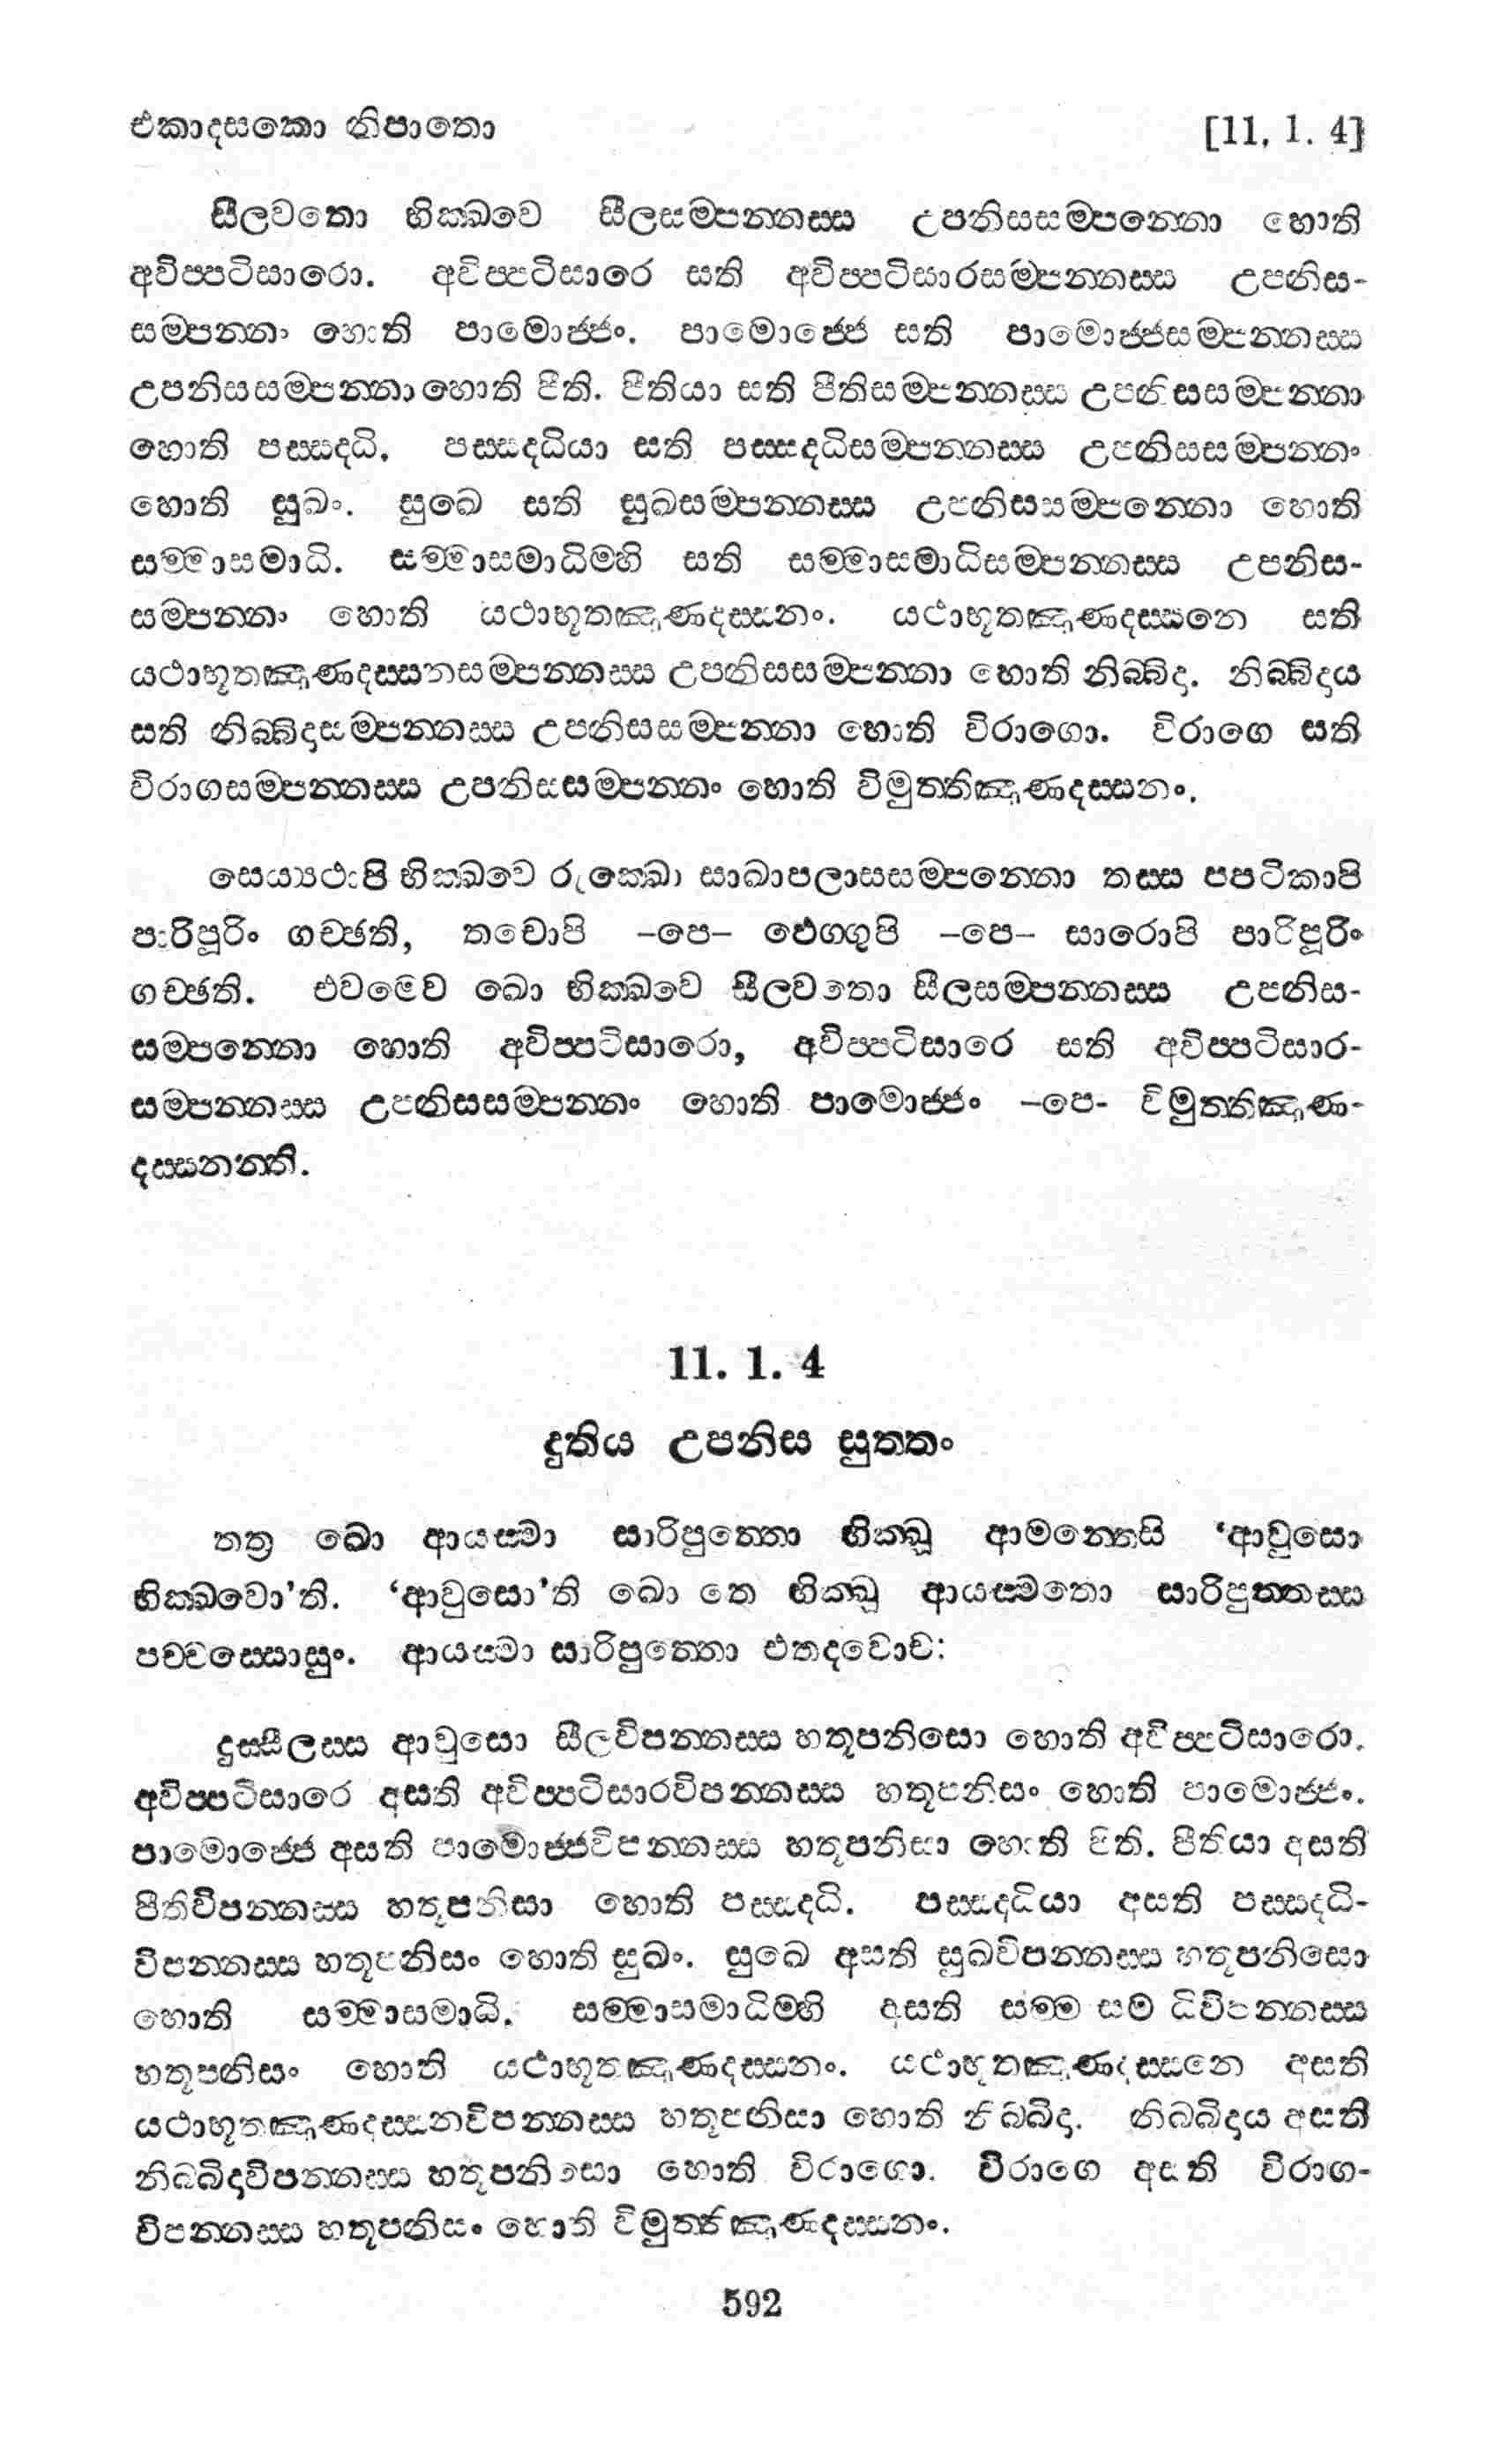 එකාදසකො නිපාතො [11. 1. 4]
සීලවතො භික්ඛවෙ සීලසම්පන්නස්ස උපනිසසම්පන්නො හොති
අවිප්පටිසාරො. අවිප්පටිසාරෙ සති අවිප්පටිසාරසම්පන්නස්ස උපනිස-
සම්පන්නං හොති පාමොජ්ජං. පාමොජ්ජෙ සති පාමොජ්ජසම්පන්නස්ස
උපනිසසම්පන්නා හොති පීති. පීතියා සති පීතිසම්පන්නස්ස උපනිසසම්පන්නා
හොති පස්සද්ධි. පස්සද්ධියා සති පස්සද්ධිසම්පන්නස්ස උපනිසසම්පන්නං
හොති සුඛං. සුඛෙ සති සුඛසම්පන්නස්ස උපනිසසම්පන්නො හොති
සම්මාසමාධි. සම්මාසමාධිම්හි සති සම්මාසමාධිසම්පන්නස්ස උපනිස-
සම්පන්නං හොති යථාභූතඤාණදස්සනං. යථාභූතඤාණදස්සනෙ සති
යථාභූතඤාණදස්සනසම්පන්නස්ස උපනිසසම්පන්නා හොති නිබ්බිදා. නිබ්බිදාය
සති නිබ්බිදාසම්පන්නස්ස උපනිසසම්පන්නා හොති විරාගො. විරාගෙ සති
විරාගසම්පන්නස්ස උපනිසසම්පන්නං හොති විමුත්තිඤාණදස්සනං.
සෙය්‍යථාපි භික්ඛවෙ රුක්ඛො සාඛාපලාසසම්පන්නො තස්ස පපටිකාපි
පාරිපූරිං ගච්ඡති, තචොපි -පෙ- ඵෙග්ගුපි -පෙ- සාරොපි පාරිපූරිං
ගච්ඡති. එවමෙව ඛො භික්ඛවෙ සීලවතො සීලසම්පන්නස්ස උපනිස-
සම්පන්නො හොති අවිප්පටිසාරො, අවිප්පටිසාරෙ සති අවිප්පටිසාර-
සම්පන්නස්ස උපනිසසම්පන්නං හොති පාමොජ්ජං -පෙ- විමුත්තිඤාණ-
දස්සනන්ති.
11. 1. 4
දුතිය උපනිස සුත්තං
තත්‍ර ඛො ආයස්මා සාරිපුත්තො භික්ඛූ ආමන්තෙසි ‘ආවුසො
භික්ඛවො’ති. ‘ආවුසො’ති ඛො තෙ භික්ඛූ ආයස්මතො සාරිපුත්තස්ස
පච්චස්සොසුං. ආයස්මා සාරිපුත්තො එතදවොච:
දුස්සීලස්ස ආවුසො සීලවිපන්නස්ස හතූපනිසො හොති අවිප්පටිසාරො.
අවිප්පටිසාරෙ අසති අවිප්පටිසාරවිපන්නස්ස හතූපනිසං හොති පාමොජ්ජං.
පාමොජ්ජෙ අසති පාමොජ්ජවිපන්නස්ස හතූපනිසා හොති පීති. පීතියා අසති
පීතිවිපන්නස්ස හතූපනිසා හොති පස්සද්ධි. පස්සද්ධියා අසති පස්සද්ධි-
විපන්නස්ස හතූපනිසං හොති සුඛං. සුඛෙ අසති සුඛවිපන්නස්ස හතූපනිසො
හොති සම්මාසමාධි. සම්මාසමාධිම්හි අසති සම්ම සම ධිවිපන්නස්ස
හතූපනිසං හොති යථාභූතඤාණදස්සනං. යථාභූතඤාණදස්සනෙ අසති
යථාභූතඤාණදස්සනවිපන්නස්ස හතූපනිසා හොති නිබ්බිදා. නිබ්බිදාය අසති
නිබ්බිදාවිපන්නස්ස හතූපනිසො හොති විරාගො. විරාගෙ අසති විරාග-
විපන්නස්ස හතූපනිසං හොති විමුත්තිඤාණදස්සනං.
592